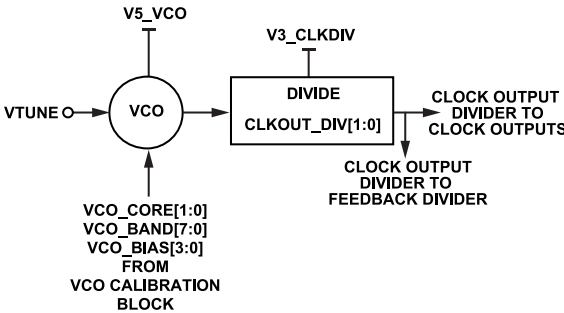 V5_VCO
V3_CLKDIV
VTUNE
VCO
DIVIDE
CLKOUT_DIV[1:0]
CLOCK OUTPUT
DIVIDER TO
CLOCK OUTPUTS
CLOCK OUTPUT
DIVIDER TO
FEEDBACK DIVIDER
VCO_CORE[1:0]
VCO_BAND[7:0]
VCO_BIAS[3:0]
FROM
VCO CALIBRATION
BLOCK